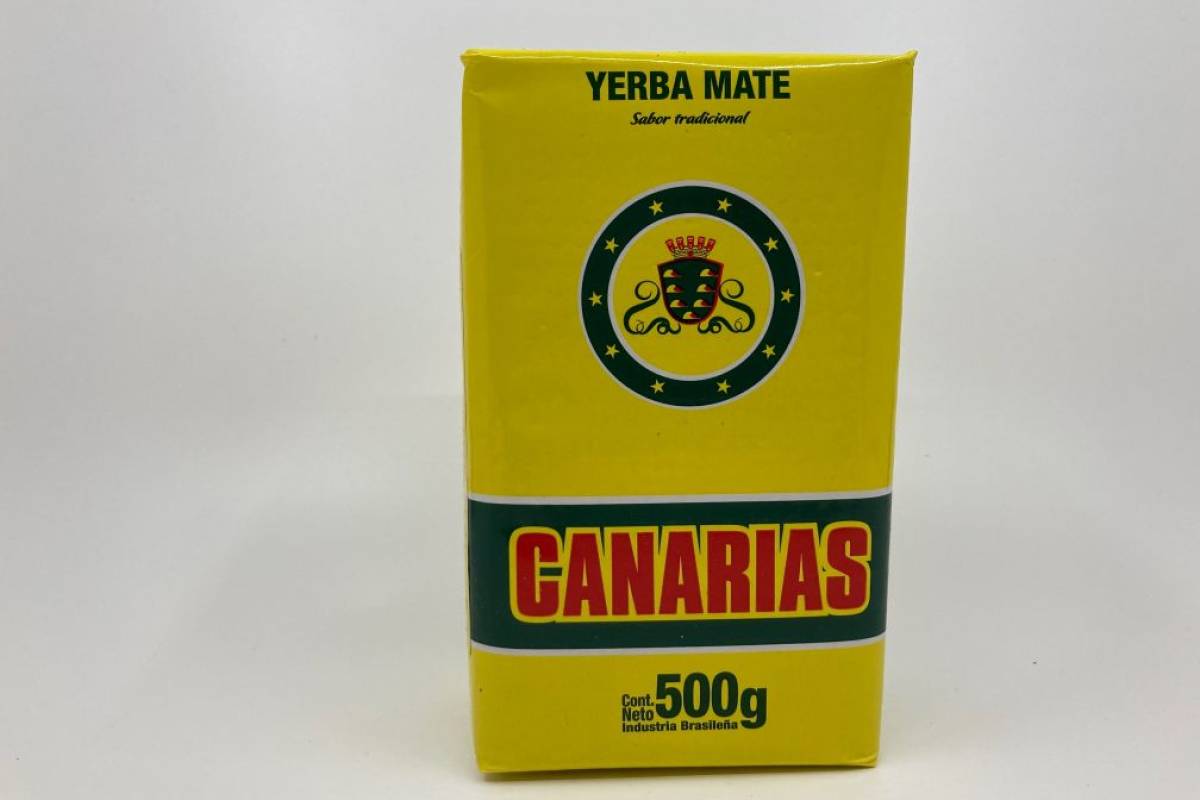 YERBA MATE
Sabor tradicional
CANARIAS
Cont.
Neto 500g
Industria Brasileña